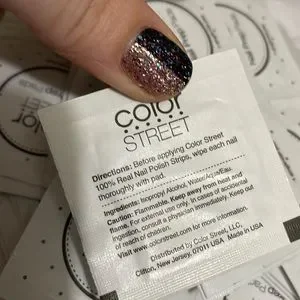 color
STREET
Directions: Before applying Color Street
100% Real Nail Polish Strips, wipe each nail
thoroughly with pad.
Ingredients: Isopropyl Alcohol, Water/Aqua/Eau.
Caution: Flammable. Keep away from heat and
flame. For external use only. In case of accidental
ingestion, consult a physician immediately. Keep out
of reach of children.
Visit www.colorstreet.com for more information.
Distributed by Color Street, LLC.,
Clifton, New Jersey, 07011 USA. Made in USA.
Prep Pads